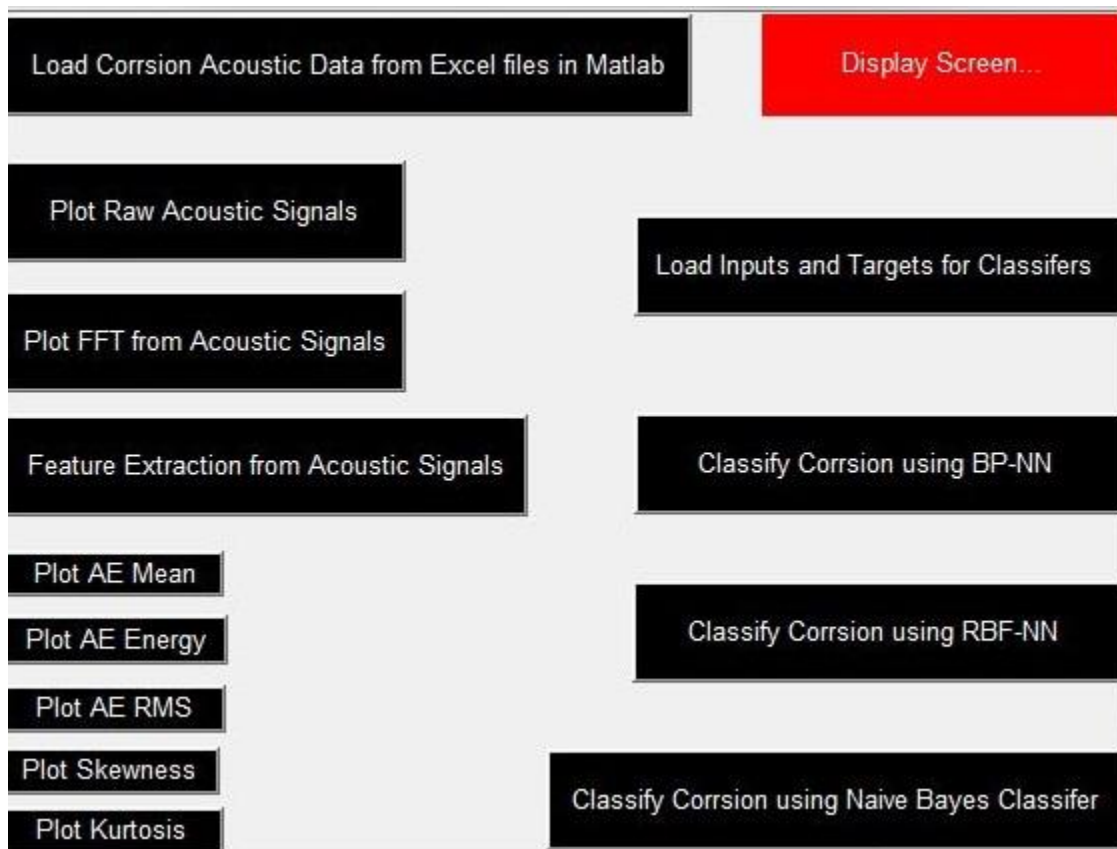 Load Corrsion Acoustic Data from Excel files in Matlab
Display Screen...
Plot Raw Acoustic Signals
Plot FFT from Acoustic Signals
Feature Extraction from Acoustic Signals
Plot AE Mean
Plot AE Energy
Plot AE RMS
Plot Skewness
Plot Kurtosis
Load Inputs and Targets for Classifers
Classify Corrsion using BP-NN
Classify Corrsion using RBF-NN
Classify Corrsion using Naive Bayes Classifer